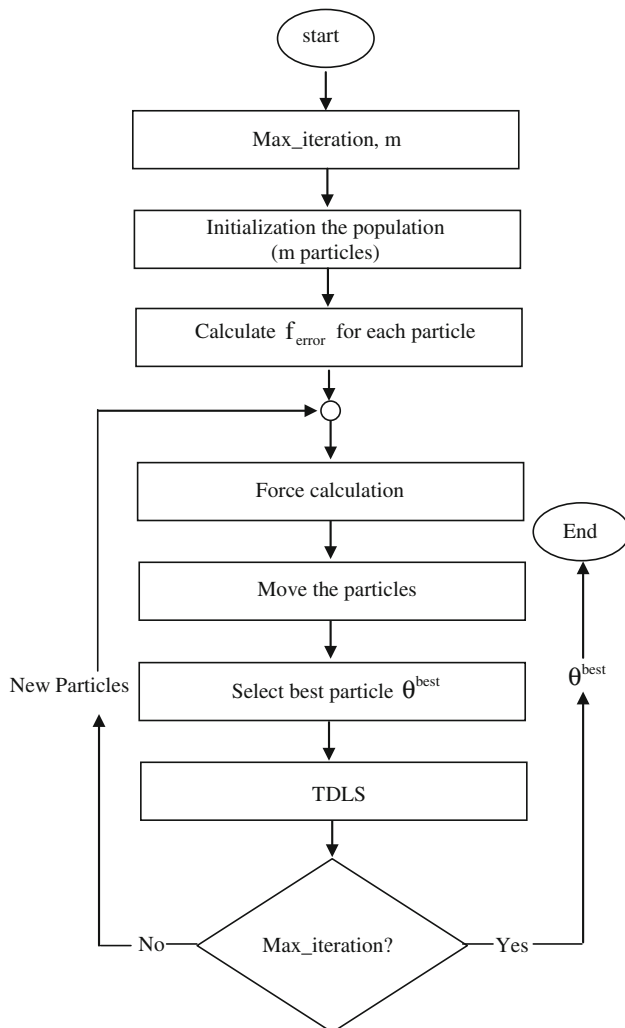 start
Max_iteration, m
Initialization the population
(m particles)
Calculate f_error for each particle
Force calculation
End
Move the particles
New Particles
Select best particle θ^best
θ^best
TDLS
No
Max_iteration?
Yes